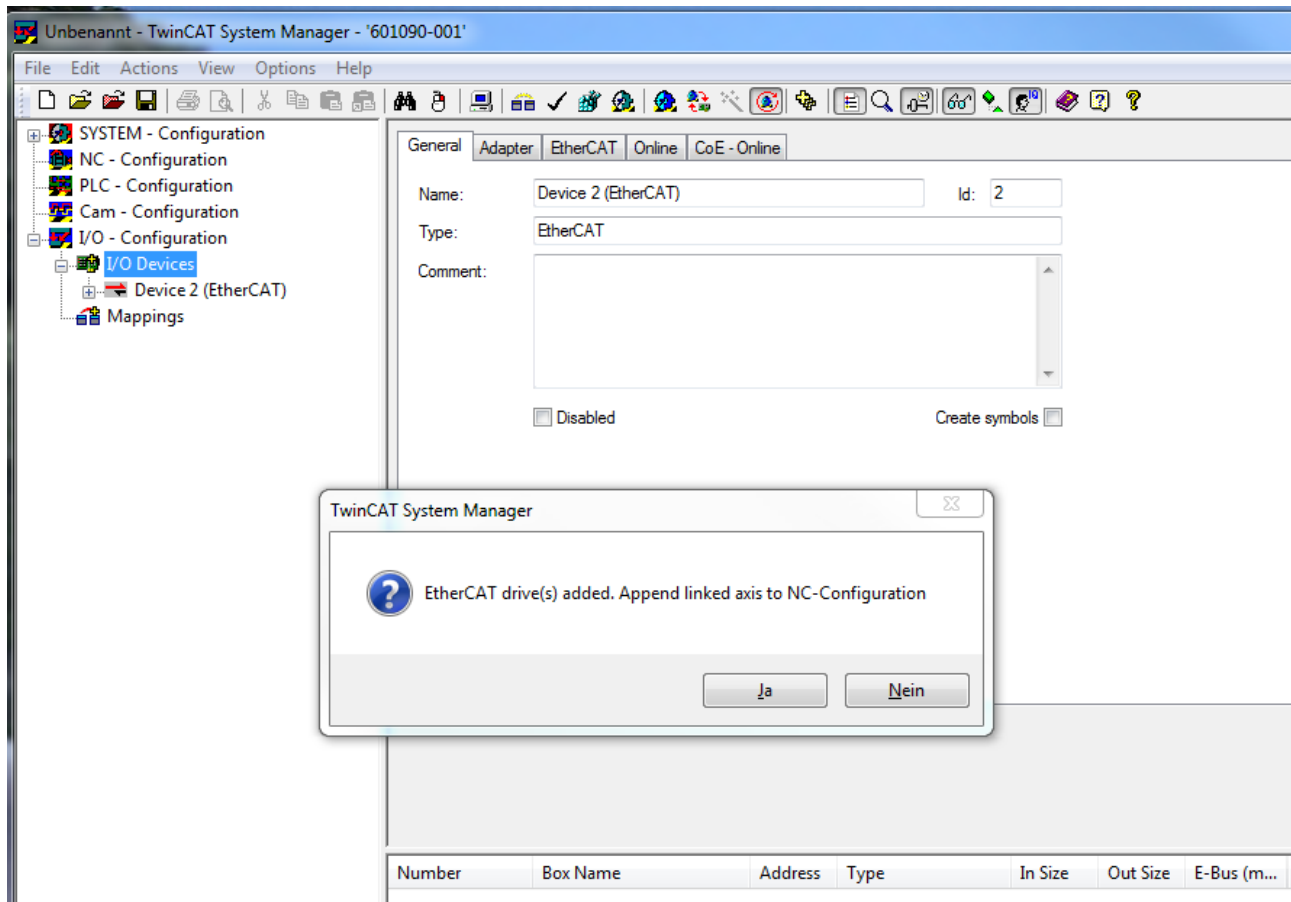 Unbenannt - TwinCAT System Manager - '601090-001'
File Edit Actions View Options Help
SYSTEM - Configuration
NC - Configuration
PLC - Configuration
Cam - Configuration
I/O - Configuration
I/O Devices
Device 2 (EtherCAT)
Mappings
General Adapter EtherCAT Online CoE - Online
Name: Device 2 (EtherCAT) Id: 2
Type: EtherCAT
Comment:
Disabled Create symbols
TwinCAT System Manager
EtherCAT drive(s) added. Append linked axis to NC-Configuration
Ja Nein
Number Box Name Address Type In Size Out Size E-Bus (m...